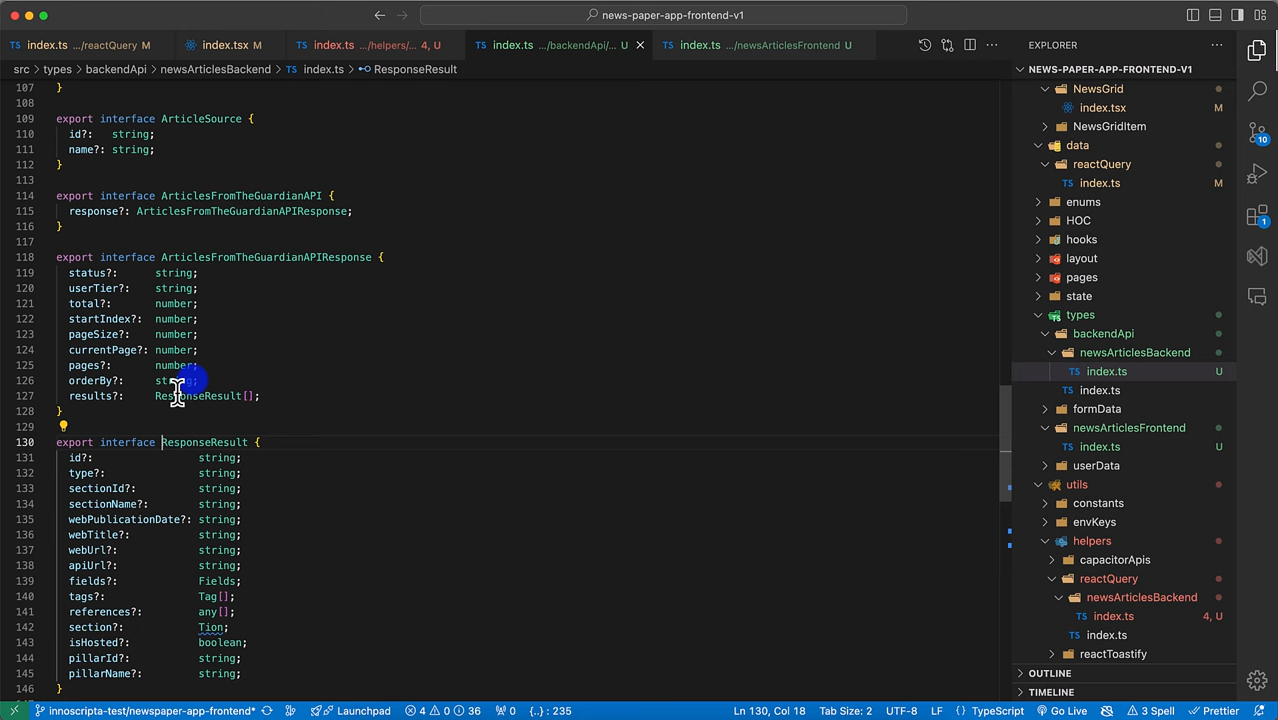 news-paper-app-frontend-v1
index.ts .../reactQuery M
index.tsx M
index.ts .../helpers/... 4, U
index.ts .../backendApi/... U
index.ts .../newsArticlesFrontend U
src > types > backendApi > newsArticlesBackend > TS index.ts > ResponseResult
107 }
108
109 export interface ArticleSource {
110 id?: string;
111 name?: string;
112 }
113
114 export interface ArticlesFromTheGuardianAPI {
115 response?: ArticlesFromTheGuardianAPIResponse;
116 }
117
118 export interface ArticlesFromTheGuardianAPIResponse {
119 status?: string;
120 userTier?: string;
121 total?: number;
122 startIndex?: number;
123 pageSize?: number;
124 currentPage?: number;
125 pages?: number;
126 orderBy?: string;
127 results?: ResponseResult[];
128 }
129
130 export interface ResponseResult {
131 id?: string;
132 type?: string;
133 sectionId?: string;
134 sectionName?: string;
135 webPublicationDate?: string;
136 webTitle?: string;
137 webUrl?: string;
138 apiUrl?: string;
139 fields?: Fields;
140 tags?: Tag[];
141 references?: any[];
142 section?: Tion;
143 isHosted?: boolean;
144 pillarId?: string;
145 pillarName?: string;
146 }
EXPLORER
NEWS-PAPER-APP-FRONTEND-V1
NewsGrid
index.tsx M
NewsGridItem
data
reactQuery
TS index.ts M
enums
HOC
hooks
layout
pages
state
types
backendApi
newsArticlesBackend
TS index.ts U
TS index.ts
formData
newsArticlesFrontend
TS index.ts U
userData
utils
constants
envKeys
helpers
capacitorApis
reactQuery
newsArticlesBackend
TS index.ts 4, U
TS index.ts
reactToastify
OUTLINE
TIMELINE
10
1
innoscripta-test/newspaper-app-frontend* Launchpad 4 0 36 0 {..} : 235 Ln 130, Col 18 Tab Size: 2 UTF-8 LF {} TypeScript Go Live 3 Spell Prettier